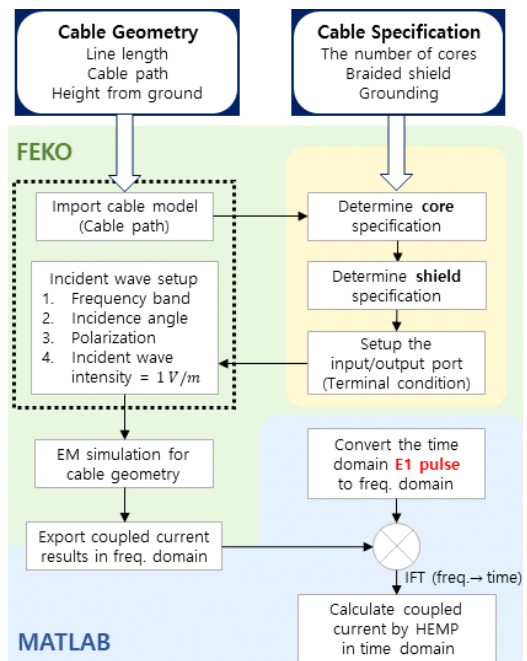 Cable Geometry
Line length
Cable path
Height from ground
Cable Specification
The number of cores
Braided shield
Grounding
FEKO
Import cable model
(Cable path)
Determine core
specification
Determine shield
specification
Incident wave setup
1. Frequency band
2. Incidence angle
3. Polarization
4. Incident wave
intensity = 1 V/m
Setup the
input/output port
(Terminal condition)
EM simulation for
cable geometry
Convert the time
domain E1 pulse
to freq. domain
Export coupled current
results in freq. domain
IFT (freq.→ time)
Calculate coupled
current by HEMP
in time domain
MATLAB